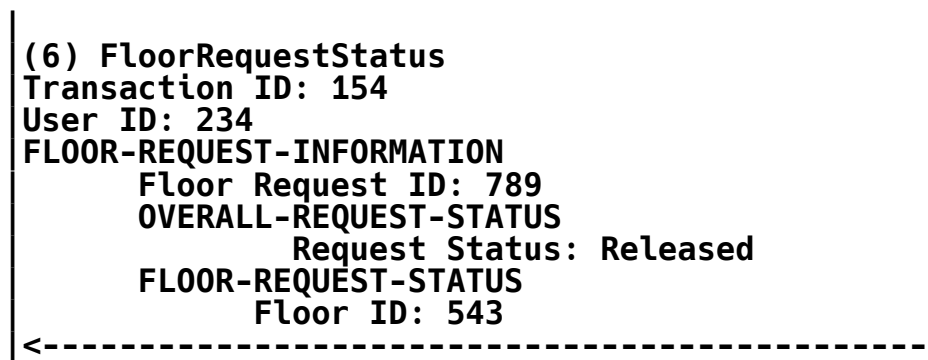 |
|(6) FloorRequestStatus
|Transaction ID: 154
|User ID: 234
|FLOOR-REQUEST-INFORMATION
|      Floor Request ID: 789
|      OVERALL-REQUEST-STATUS
|              Request Status: Released
|      FLOOR-REQUEST-STATUS
|            Floor ID: 543
|<----------------------------------------------